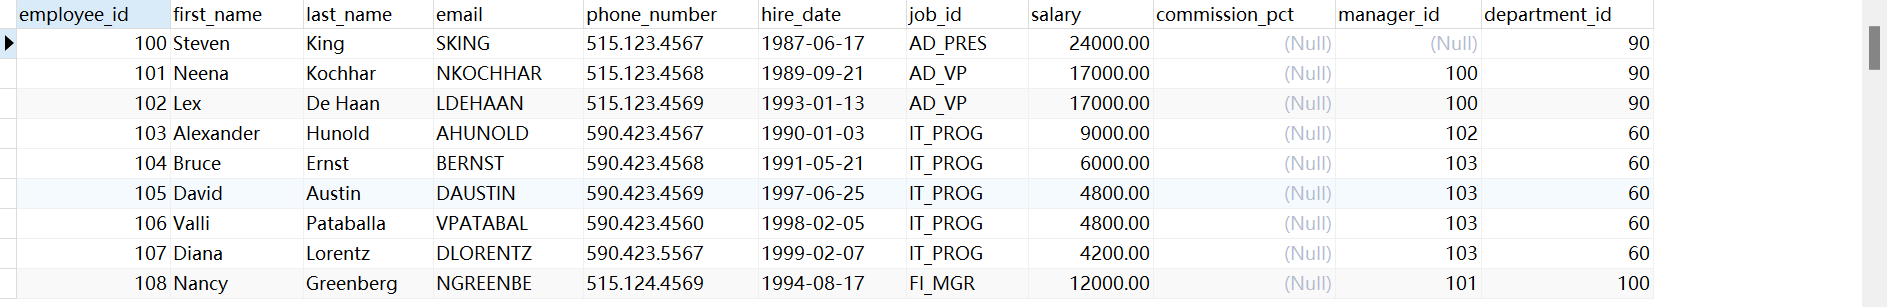 employee_id first_name last_name email phone_number hire_date job_id salary commission_pct manager_id department_id
100 Steven King SKING 515.123.4567 1987-06-17 AD_PRES 24000.00 (Null) (Null) 90
101 Neena Kochhar NKOCHHAR 515.123.4568 1989-09-21 AD_VP 17000.00 (Null) 100 90
102 Lex De Haan LDEHAAN 515.123.4569 1993-01-13 AD_VP 17000.00 (Null) 100 90
103 Alexander Hunold AHUNOLD 590.423.4567 1990-01-03 IT_PROG 9000.00 (Null) 102 60
104 Bruce Ernst BERNST 590.423.4568 1991-05-21 IT_PROG 6000.00 (Null) 103 60
105 David Austin DAUSTIN 590.423.4569 1997-06-25 IT_PROG 4800.00 (Null) 103 60
106 Valli Pataballa VPATABAL 590.423.4560 1998-02-05 IT_PROG 4800.00 (Null) 103 60
107 Diana Lorentz DLORENTZ 590.423.5567 1999-02-07 IT_PROG 4200.00 (Null) 103 60
108 Nancy Greenberg NGREENBE 515.124.4569 1994-08-17 FI_MGR 12000.00 (Null) 101 100